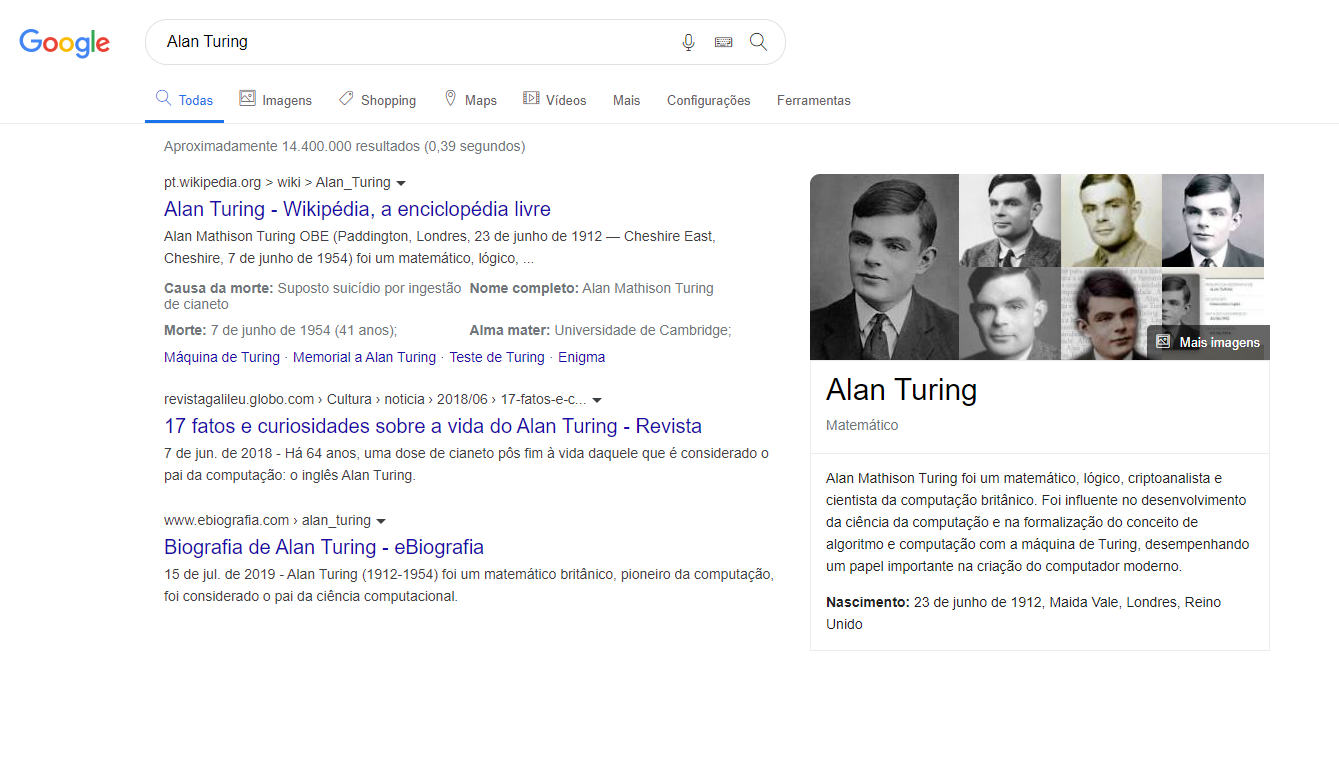 Google
Alan Turing
Todas Imagens Shopping Maps Vídeos Mais Configurações Ferramentas
Aproximadamente 14.400.000 resultados (0,39 segundos)
pt.wikipedia.org > wiki > Alan_Turing
Alan Turing - Wikipédia, a enciclopédia livre
Alan Mathison Turing OBE (Paddington, Londres, 23 de junho de 1912 — Cheshire East,
Cheshire, 7 de junho de 1954) foi um matemático, lógico, ...
Causa da morte: Suposto suicídio por ingestão
de cianeto
Nome completo: Alan Mathison Turing
Morte: 7 de junho de 1954 (41 anos);
Alma mater: Universidade de Cambridge;
Máquina de Turing · Memorial a Alan Turing · Teste de Turing · Enigma
revistagalileu.globo.com › Cultura › noticia › 2018/06 › 17-fatos-e-c...
17 fatos e curiosidades sobre a vida do Alan Turing - Revista
7 de jun. de 2018 - Há 64 anos, uma dose de cianeto pôs fim à vida daquele que é considerado o
pai da computação: o inglês Alan Turing.
www.ebiografia.com › alan_turing
Biografia de Alan Turing - eBiografia
15 de jul. de 2019 - Alan Turing (1912-1954) foi um matemático britânico, pioneiro da computação,
foi considerado o pai da ciência computacional.
Mais imagens
Alan Turing
Matemático
Alan Mathison Turing foi um matemático, lógico, criptoanalista e
cientista da computação britânico. Foi influente no desenvolvimento
da ciência da computação e na formalização do conceito de
algoritmo e computação com a máquina de Turing, desempenhando
um papel importante na criação do computador moderno.
Nascimento: 23 de junho de 1912, Maida Vale, Londres, Reino
Unido